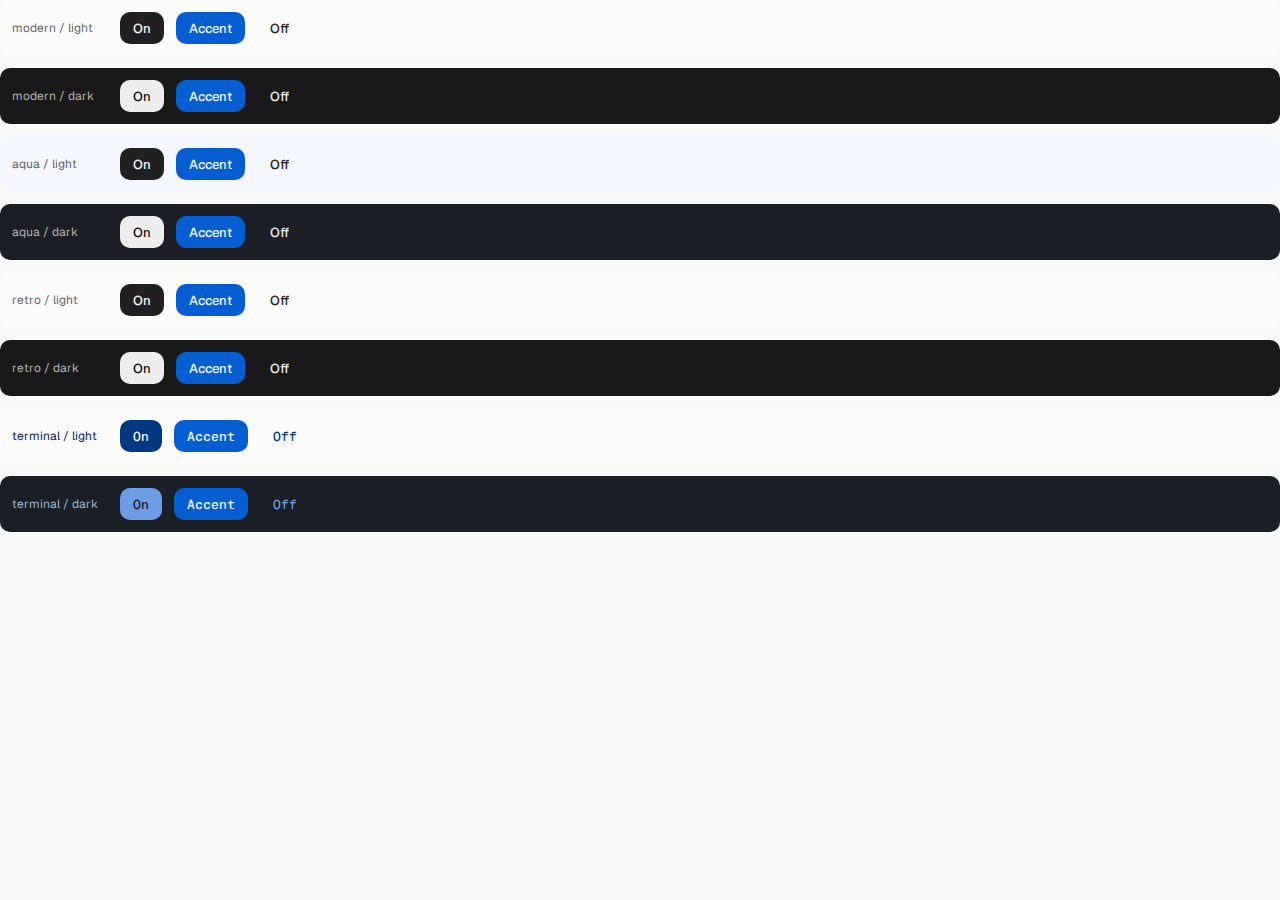 modern / light On Accent Off
modern / dark On Accent Off
aqua / light On Accent Off
aqua / dark On Accent Off
retro / light On Accent Off
retro / dark On Accent Off
terminal / light On Accent Off
terminal / dark On Accent Off